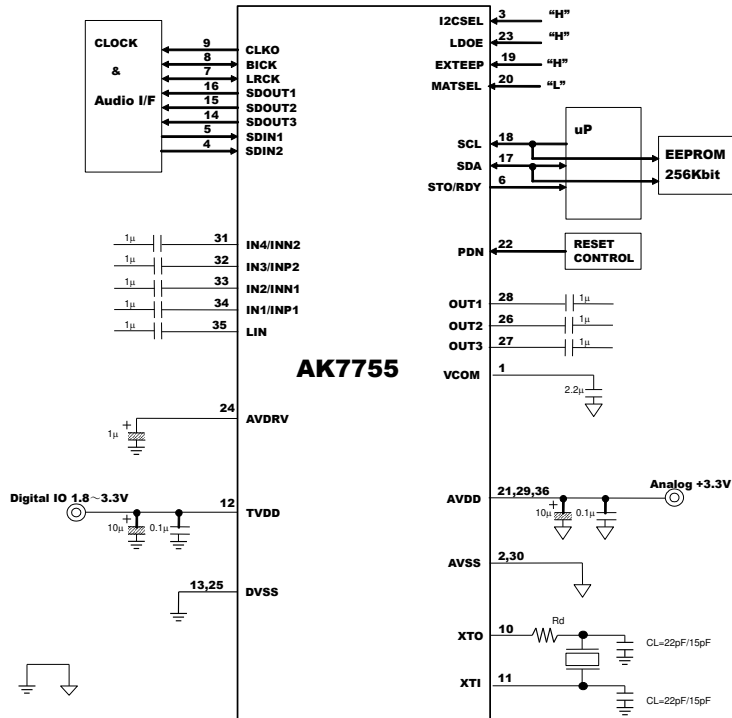 CLOCK
&
Audio I/F
9 CLKO
8 BICK
7 LRCK
16 SDOUT1
15 SDOUT2
14 SDOUT3
5 SDIN1
4 SDIN2
I2CSEL 3 “H”
LDOE 23 “H”
EXTEEP 19 “H”
MATSEL 20 “L”
uP
SCL 18
SDA 17
STO/RDY 6
EEPROM
256Kbit
PDN 22
RESET
CONTROL
1μ 31 IN4/INN2
1μ 32 IN3/INP2
1μ 33 IN2/INN1
1μ 34 IN1/INP1
1μ 35 LIN
OUT1 28 1μ
OUT2 26 1μ
OUT3 27 1μ
AK7755
VCOM 1
2.2μ
24 AVDRV
+
1μ
Digital IO 1.8～3.3V
12 TVDD
+
10μ 0.1μ
AVDD 21,29,36
Analog +3.3V
+
10μ 0.1μ
AVSS 2,30
13,25 DVSS
XTO 10
Rd
CL=22pF/15pF
XTI 11
CL=22pF/15pF